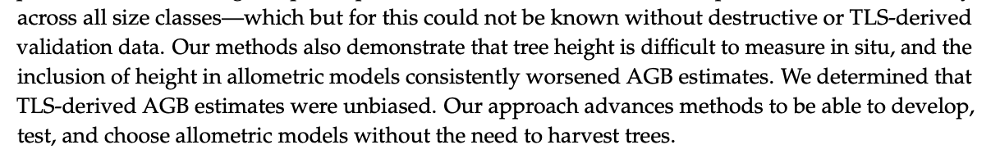 across all size classes—which but for this could not be known without destructive or TLS-derived
validation data. Our methods also demonstrate that tree height is difficult to measure in situ, and the
inclusion of height in allometric models consistently worsened AGB estimates. We determined that
TLS-derived AGB estimates were unbiased. Our approach advances methods to be able to develop,
test, and choose allometric models without the need to harvest trees.